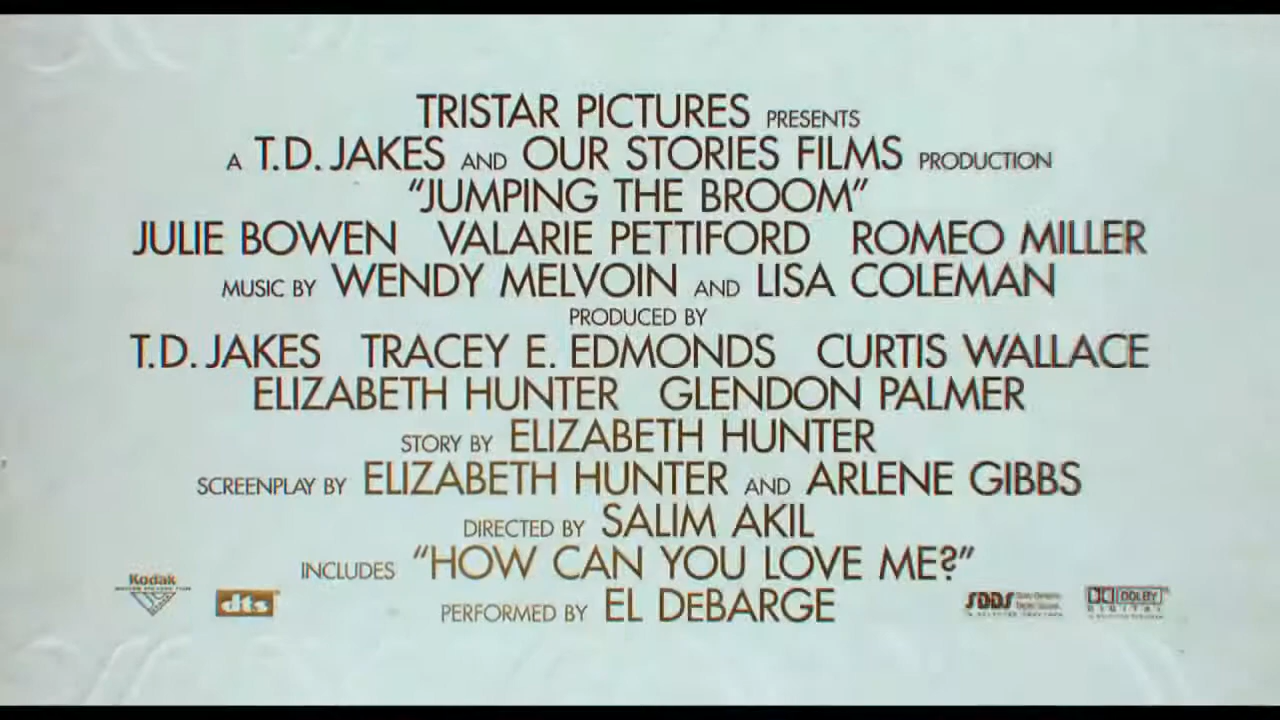 TRISTAR PICTURES PRESENTS
A T.D. JAKES AND OUR STORIES FILMS PRODUCTION
"JUMPING THE BROOM"
JULIE BOWEN VALARIE PETTIFORD ROMEO MILLER
MUSIC BY WENDY MELVOIN AND LISA COLEMAN
PRODUCED BY
T.D. JAKES TRACEY E. EDMONDS CURTIS WALLACE
ELIZABETH HUNTER GLENDON PALMER
STORY BY ELIZABETH HUNTER
SCREENPLAY BY ELIZABETH HUNTER AND ARLENE GIBBS
DIRECTED BY SALIM AKIL
INCLUDES "HOW CAN YOU LOVE ME?"
PERFORMED BY EL DeBARGE
Kodak
dts
SDDS
DOLBY
DIGITAL